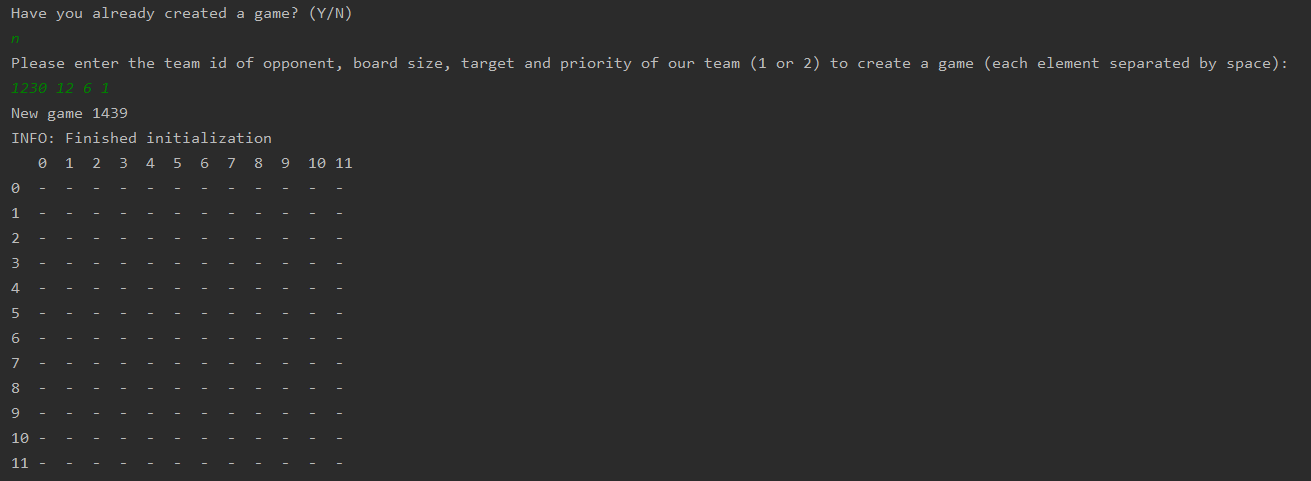 Have you already created a game? (Y/N)
n
Please enter the team id of opponent, board size, target and priority of our team (1 or 2) to create a game (each element separated by space):
1230 12 6 1
New game 1439
INFO: Finished initialization
   0  1  2  3  4  5  6  7  8  9  10 11
0  -  -  -  -  -  -  -  -  -  -  -  -
1  -  -  -  -  -  -  -  -  -  -  -  -
2  -  -  -  -  -  -  -  -  -  -  -  -
3  -  -  -  -  -  -  -  -  -  -  -  -
4  -  -  -  -  -  -  -  -  -  -  -  -
5  -  -  -  -  -  -  -  -  -  -  -  -
6  -  -  -  -  -  -  -  -  -  -  -  -
7  -  -  -  -  -  -  -  -  -  -  -  -
8  -  -  -  -  -  -  -  -  -  -  -  -
9  -  -  -  -  -  -  -  -  -  -  -  -
10 -  -  -  -  -  -  -  -  -  -  -  -
11 -  -  -  -  -  -  -  -  -  -  -  -